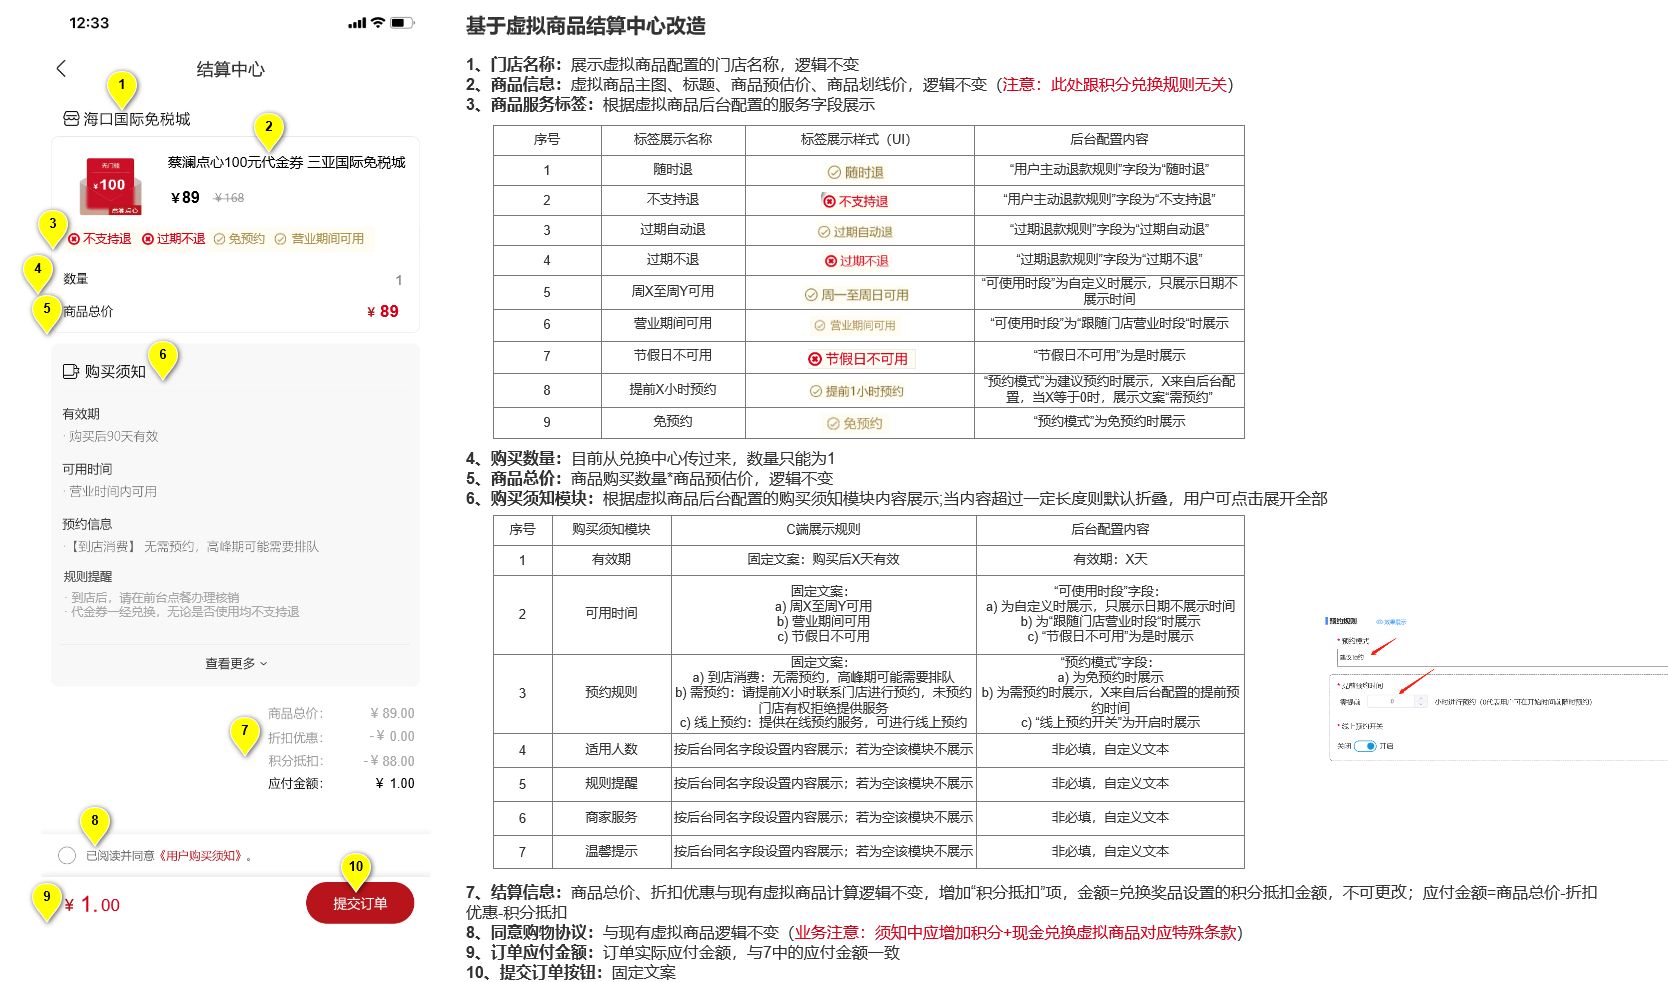 12:33
结算中心
1
海口国际免税城
2
蔡澜点心100元代金券 三亚国际免税城
¥100
¥89 ¥168
3
不支持退 过期不退 免预约 营业期间可用
4
数量 1
5
商品总价 ¥ 89
6
购买须知
有效期
· 购买后90天有效
可用时间
· 营业时间内可用
预约信息
·【到店消费】 无需预约，高峰期可能需要排队
规则提醒
· 到店后，请在前台点餐办理核销
· 代金券一经兑换，无论是否使用均不支持退
查看更多
7
商品总价： ¥ 89.00
折扣优惠： -¥ 0.00
积分抵扣： -¥ 88.00
应付金额： ¥ 1.00
8
已阅读并同意《用户购买须知》。
9
¥ 1.00
10
提交订单
基于虚拟商品结算中心改造
1、门店名称：展示虚拟商品配置的门店名称，逻辑不变
2、商品信息：虚拟商品主图、标题、商品预估价、商品划线价，逻辑不变（注意：此处跟积分兑换规则无关）
3、商品服务标签：根据虚拟商品后台配置的服务字段展示
序号 标签展示名称 标签展示样式（UI） 后台配置内容
1 随时退 随时退 “用户主动退款规则”字段为“随时退”
2 不支持退 不支持退 “用户主动退款规则”字段为“不支持退”
3 过期自动退 过期自动退 “过期退款规则”字段为“过期自动退”
4 过期不退 过期不退 “过期退款规则”字段为“过期不退”
5 周X至周Y可用 周一至周日可用 “可使用时段”为自定义时展示，只展示日期不
展示时间
6 营业期间可用 营业期间可用 “可使用时段”为“跟随门店营业时段“时展示
7 节假日不可用 节假日不可用 “节假日不可用”为是时展示
8 提前X小时预约 提前1小时预约 “预约模式”为建议预约时展示，X来自后台配
置，当X等于0时，展示文案“需预约”
9 免预约 免预约 “预约模式”为免预约时展示
4、购买数量：目前从兑换中心传过来，数量只能为1
5、商品总价：商品购买数量*商品预估价，逻辑不变
6、购买须知模块：根据虚拟商品后台配置的购买须知模块内容展示;当内容超过一定长度则默认折叠，用户可点击展开全部
序号 购买须知模块 C端展示规则 后台配置内容
1 有效期 固定文案：购买后X天有效 有效期：X天
2 可用时间
固定文案：
a) 周X至周Y可用
b) 营业期间可用
c) 节假日不可用
“可使用时段”字段：
a) 为自定义时展示，只展示日期不展示时间
b) 为“跟随门店营业时段“时展示
c) “节假日不可用”为是时展示
3 预约规则
固定文案：
a) 到店消费：无需预约，高峰期可能需要排队
b) 需预约：请提前X小时联系门店进行预约，未预约
门店有权拒绝提供服务
c) 线上预约：提供在线预约服务，可进行线上预约
“预约模式”字段：
a) 为免预约时展示
b) 为需预约时展示，X来自后台配置的提前预
约时间
c) “线上预约开关”为开启时展示
4 适用人数 按后台同名字段设置内容展示；若为空该模块不展示 非必填，自定义文本
5 规则提醒 按后台同名字段设置内容展示；若为空该模块不展示 非必填，自定义文本
6 商家服务 按后台同名字段设置内容展示；若为空该模块不展示 非必填，自定义文本
7 温馨提示 按后台同名字段设置内容展示；若为空该模块不展示 非必填，自定义文本
预约规则 效果展示
* 预约模式
建议预约
* 提前预约时间
需提前 0 小时进行预约
* 线上预约开关
关闭 开启
7、结算信息：商品总价、折扣优惠与现有虚拟商品计算逻辑不变，增加“积分抵扣”项，金额=兑换奖品设置的积分抵扣金额，不可更改；应付金额=商品总价-折扣
优惠-积分抵扣
8、同意购物协议：与现有虚拟商品逻辑不变（业务注意：须知中应增加积分+现金兑换虚拟商品对应特殊条款）
9、订单应付金额：订单实际应付金额，与7中的应付金额一致
10、提交订单按钮：固定文案